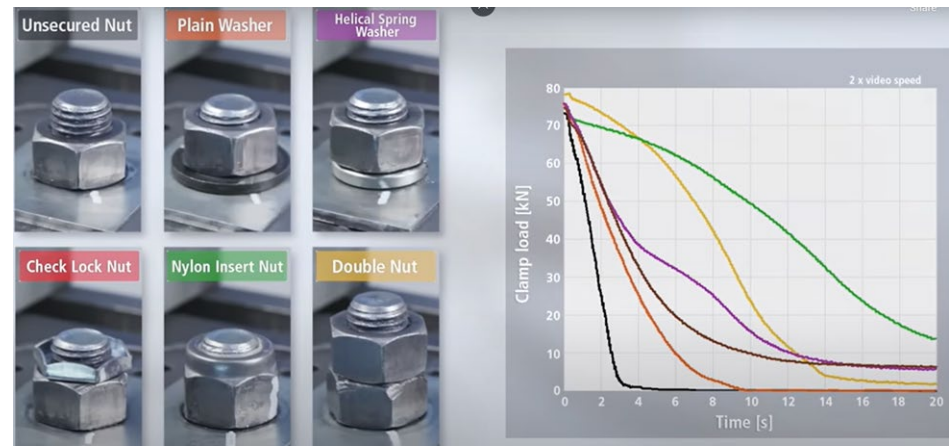 Share
Unsecured Nut
Plain Washer
Helical Spring
Washer
Check Lock Nut
Nylon Insert Nut
Double Nut
2 x video speed
Clamp load [kN]
80
70
60
50
40
30
20
10
0
0 2 4 6 8 10 12 14 16 18 20
Time [s]